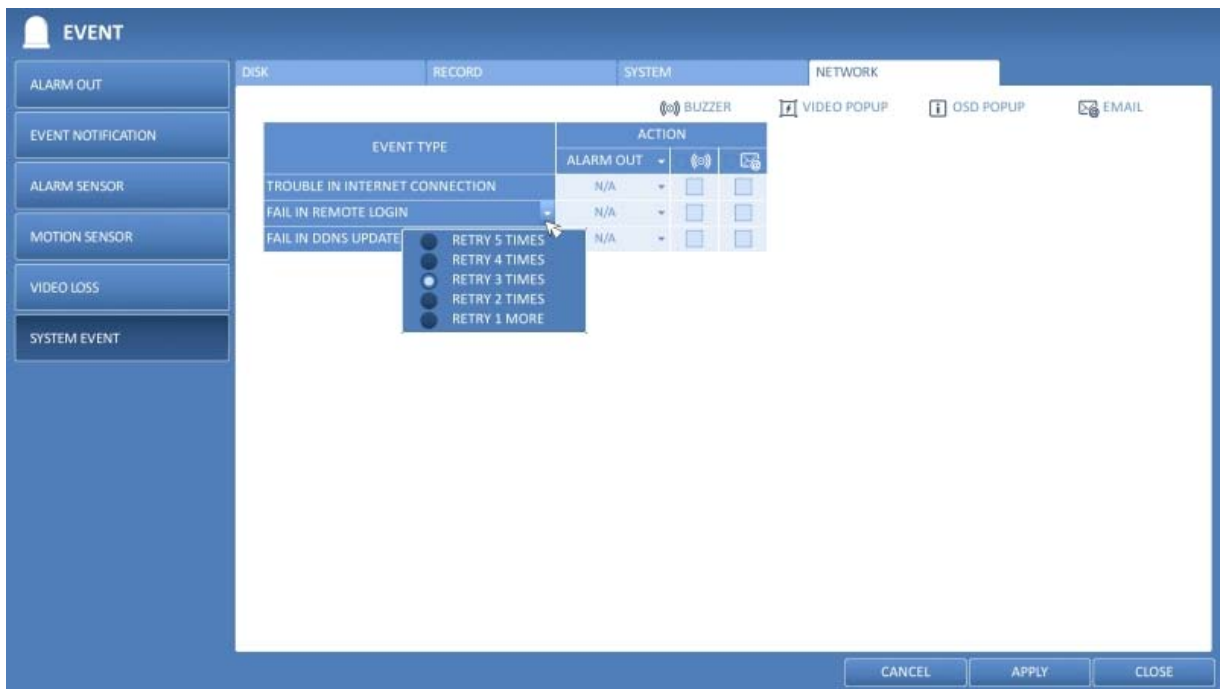 EVENT
ALARM OUT
EVENT NOTIFICATION
ALARM SENSOR
MOTION SENSOR
VIDEO LOSS
SYSTEM EVENT
DISK RECORD SYSTEM NETWORK
BUZZER VIDEO POPUP OSD POPUP EMAIL
EVENT TYPE ACTION
ALARM OUT
TROUBLE IN INTERNET CONNECTION N/A
FAIL IN REMOTE LOGIN N/A
FAIL IN DDNS UPDATE N/A
RETRY 5 TIMES
RETRY 4 TIMES
RETRY 3 TIMES
RETRY 2 TIMES
RETRY 1 MORE
CANCEL APPLY CLOSE